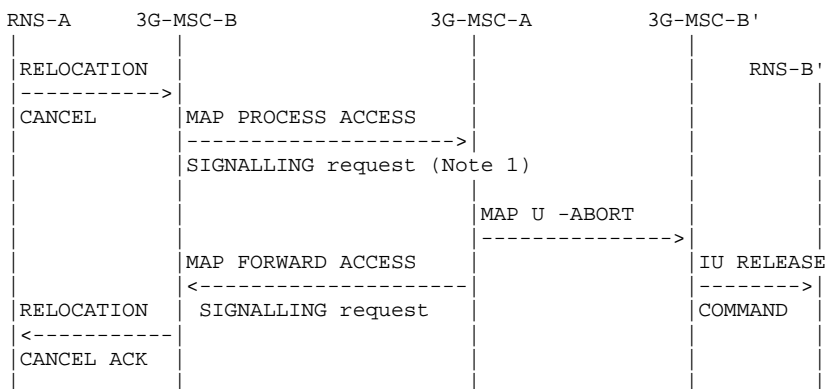 RNS-A 3G-MSC-B 3G-MSC-A 3G-MSC-B'
RELOCATION RNS-B'
CANCEL MAP PROCESS ACCESS
SIGNALLING request (Note 1)
MAP U -ABORT
MAP FORWARD ACCESS IU RELEASE
RELOCATION SIGNALLING request COMMAND
CANCEL ACK